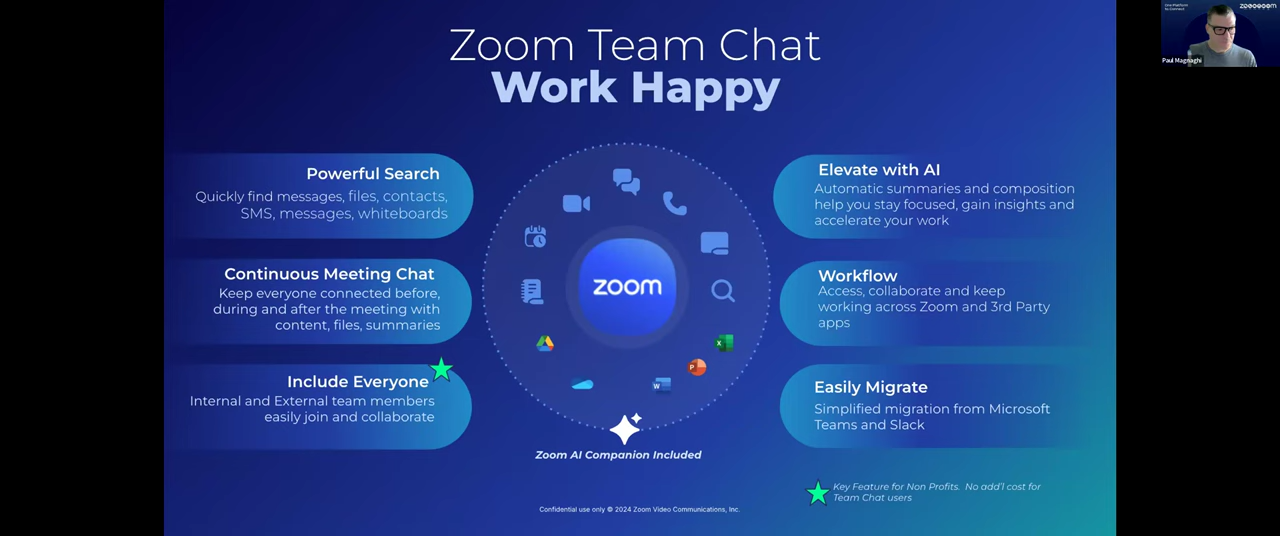 Zoom Team Chat
Work Happy
Powerful Search
Quickly find messages, files, contacts,
SMS, messages, whiteboards
Continuous Meeting Chat
Keep everyone connected before,
during and after the meeting with
content, files, summaries
Include Everyone
Internal and External team members
easily join and collaborate
zoom
X
P
W
Zoom AI Companion Included
Elevate with AI
Automatic summaries and composition
help you stay focused, gain insights and
accelerate your work
Workflow
Access, collaborate and keep
working across Zoom and 3rd Party
apps
Easily Migrate
Simplified migration from Microsoft
Teams and Slack
Key Feature for Non Profits. No add'l cost for
Team Chat users
Confidential use only © 2024 Zoom Video Communications, Inc.
One Platform
to Connect
Paul Magnaghi